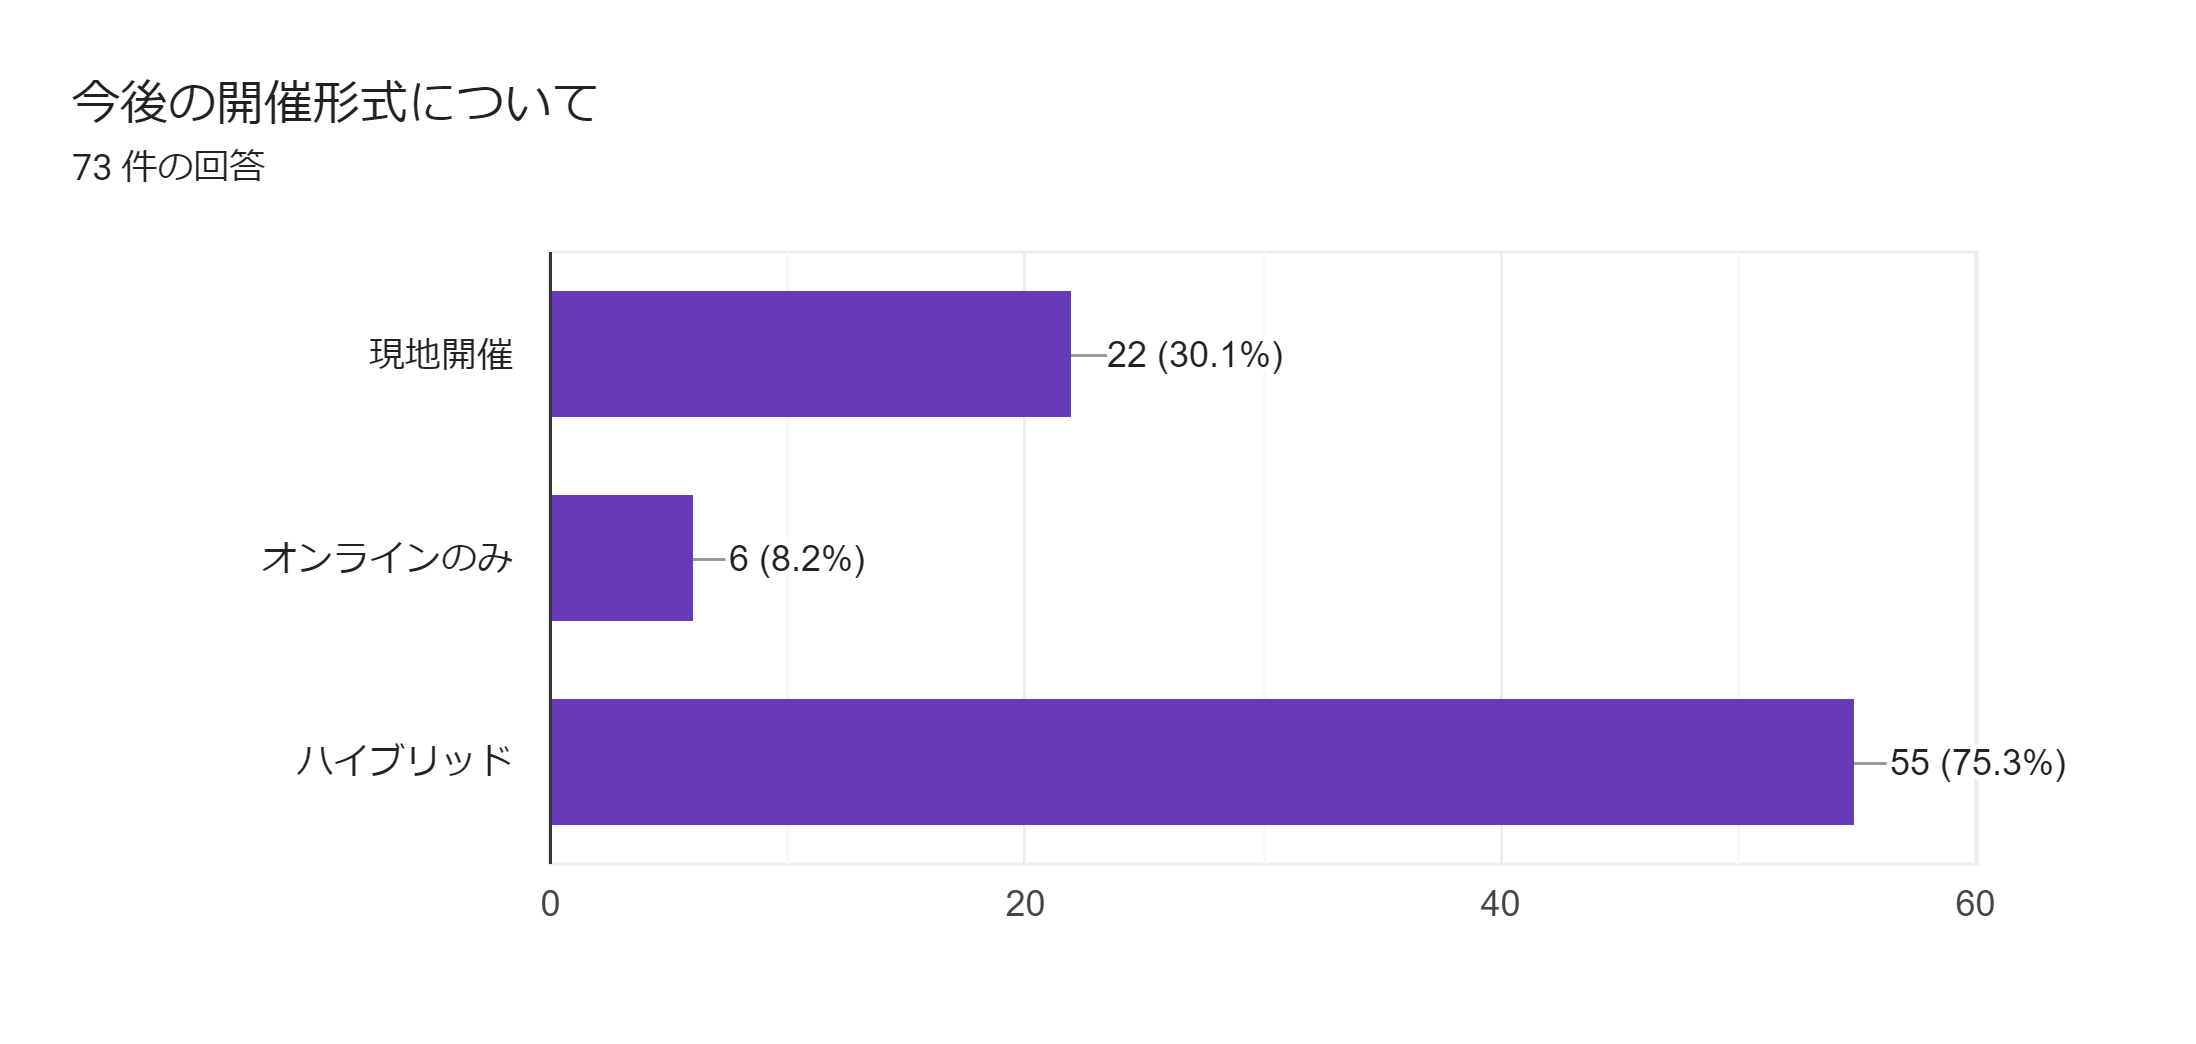 今後の開催形式について
73 件の回答
現地開催
22 (30.1%)
オンラインのみ
6 (8.2%)
ハイブリッド
55 (75.3%)
0 20 40 60